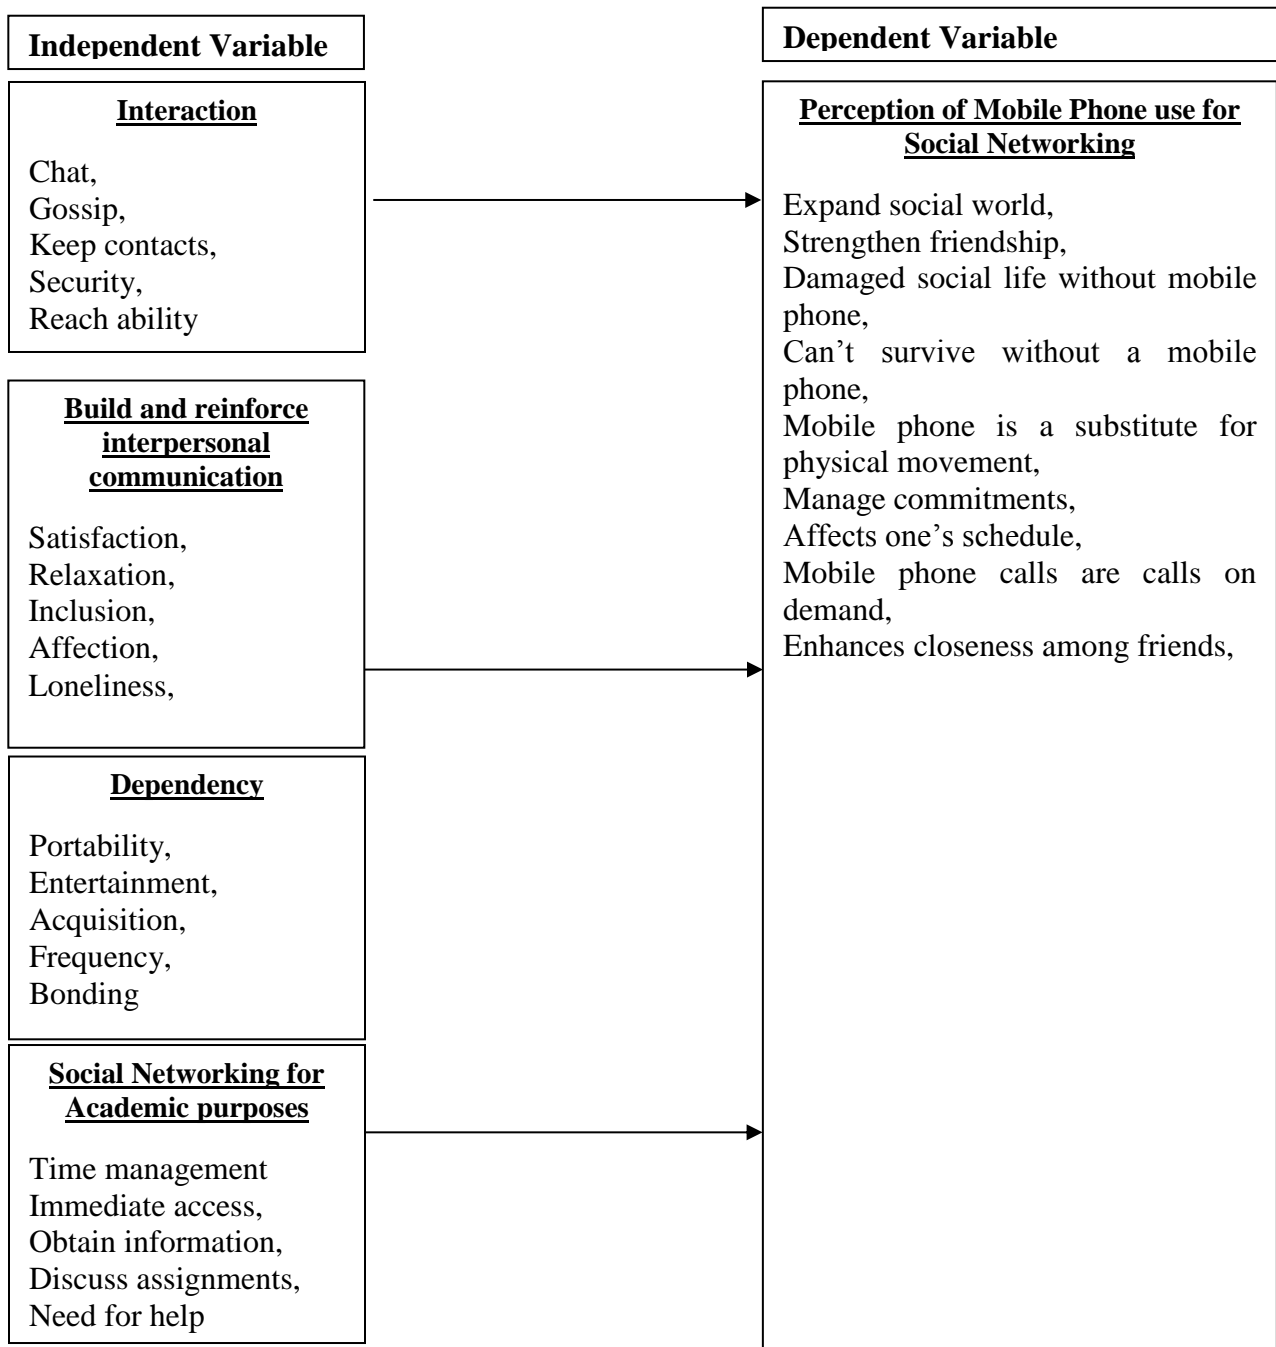 Independent Variable
Interaction
Chat,
Gossip,
Keep contacts,
Security,
Reach ability
Build and reinforce
interpersonal
communication
Satisfaction,
Relaxation,
Inclusion,
Affection,
Loneliness,
Dependency
Portability,
Entertainment,
Acquisition,
Frequency,
Bonding
Social Networking for
Academic purposes
Time management
Immediate access,
Obtain information,
Discuss assignments,
Need for help
Dependent Variable
Perception of Mobile Phone use for
Social Networking
Expand social world,
Strengthen friendship,
Damaged social life without mobile
phone,
Can’t survive without a mobile
phone,
Mobile phone is a substitute for
physical movement,
Manage commitments,
Affects one’s schedule,
Mobile phone calls are calls on
demand,
Enhances closeness among friends,